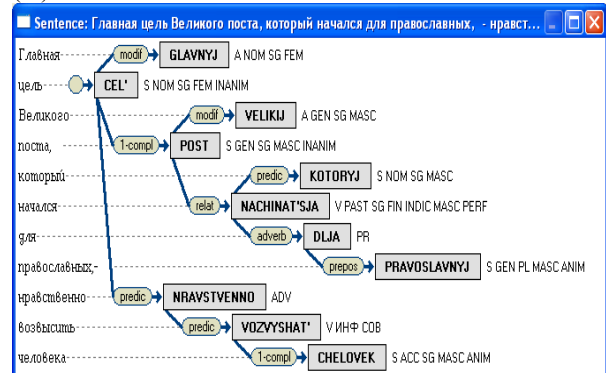 Sentence: Главная цель Великого поста, который начался для православных, - нравст...
Главная modif GLAVNYJ A NOM SG FEM
цель CEL' S NOM SG FEM INANIM
Великого modif VELIKIJ A GEN SG MASC
поста, 1-compl POST S GEN SG MASC INANIM
который predic KOTORYJ S NOM SG MASC
начался relat NACHINAT'SJA V PAST SG FIN INDIC MASC PERF
для adverb DLJA PR
православных,- prepos PRAVOSLAVNYJ S GEN PL MASC ANIM
нравственно predic NRAVSTVENNO ADV
возвысить predic VOZVYSHAT' V ИНФ СОВ
человека 1-compl CHELOVEK S ACC SG MASC ANIM